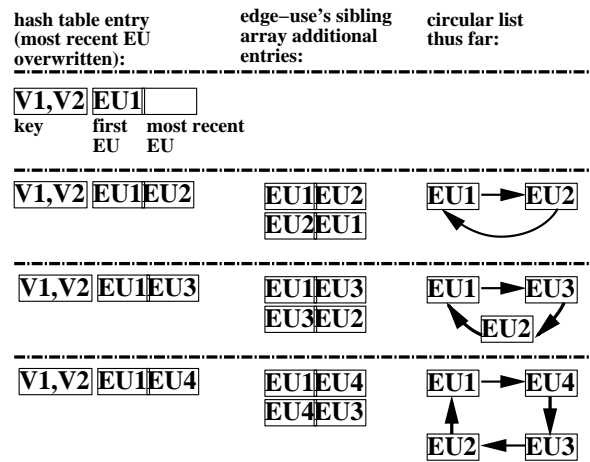 hash table entry
(most recent EU
overwritten):
edge−use's sibling
array additional
entries:
circular list
thus far:
V1,V2 EU1
key first most recent
EU EU
V1,V2 EU1 EU2
EU1 EU2
EU2 EU1
EU1 EU2
V1,V2 EU1 EU3
EU1 EU3
EU3 EU2
EU1 EU3
EU2
V1,V2 EU1 EU4
EU1 EU4
EU4 EU3
EU1 EU4
EU2 EU3